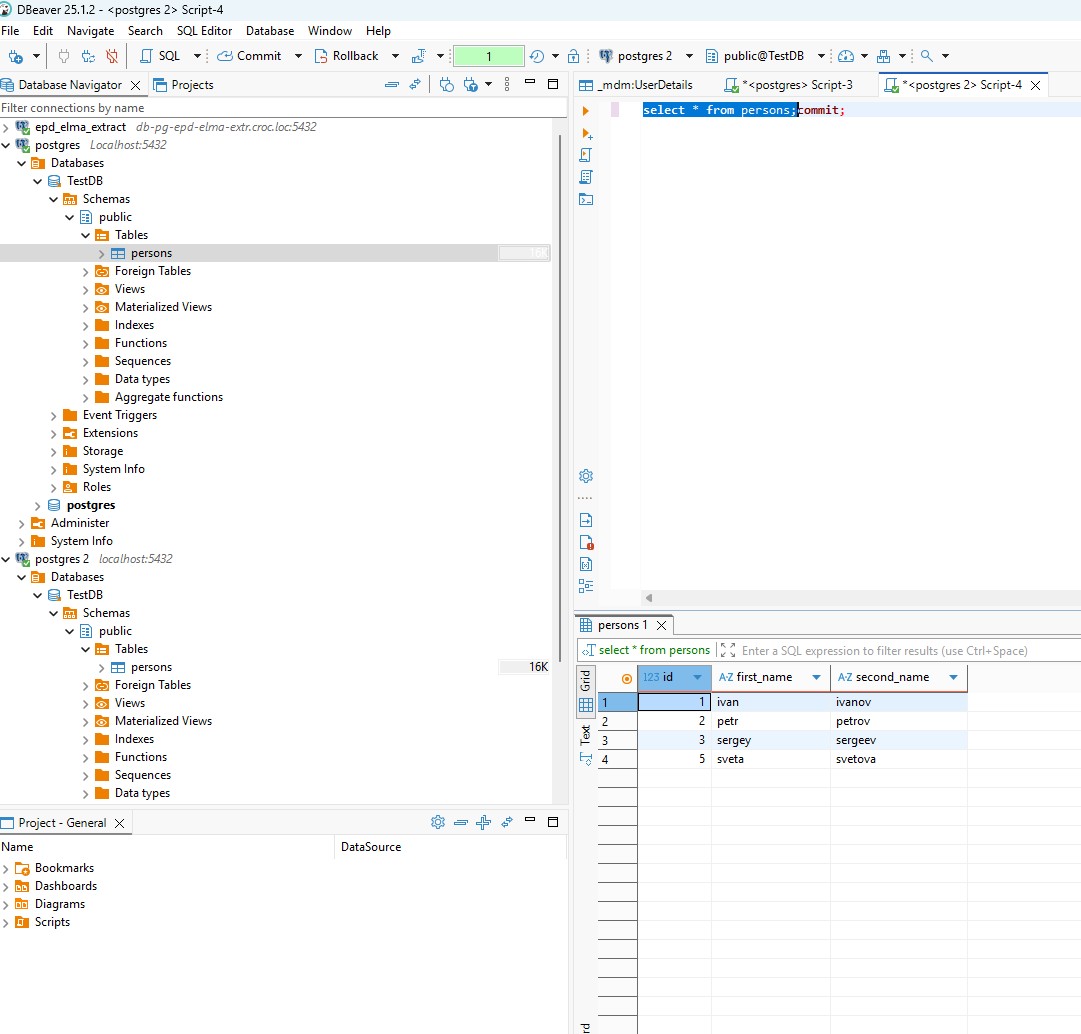 DBeaver 25.1.2 - <postgres 2> Script-4
File Edit Navigate Search SQL Editor Database Window Help
SQL Commit Rollback 1 postgres 2 public@TestDB
Database Navigator Projects
Filter connections by name
epd_elma_extract db-pg-epd-elma-extr.croc.loc:5432
postgres Localhost:5432
Databases
TestDB
Schemas
public
Tables
persons 16K
Foreign Tables
Views
Materialized Views
Indexes
Functions
Sequences
Data types
Aggregate functions
Event Triggers
Extensions
Storage
System Info
Roles
postgres
Administer
System Info
postgres 2 localhost:5432
Databases
TestDB
Schemas
public
Tables
persons 16K
Foreign Tables
Views
Materialized Views
Indexes
Functions
Sequences
Data types
Project - General
Name DataSource
Bookmarks
Dashboards
Diagrams
Scripts
_mdm:UserDetails *<postgres> Script-3 *<postgres 2> Script-4
select * from persons;commit;
persons 1
select * from persons Enter a SQL expression to filter results (use Ctrl+Space)
Grid
Text
123 id A-Z first_name A-Z second_name
1 1 ivan ivanov
2 2 petr petrov
3 3 sergey sergeev
4 5 sveta svetova